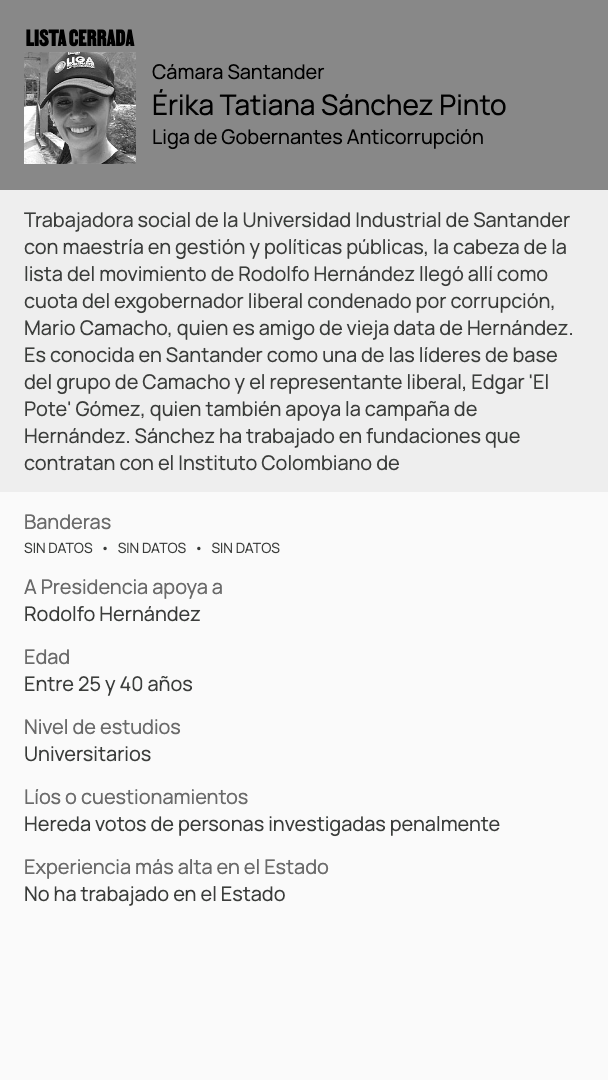 LISTA CERRADA
LIGA
Cámara Santander
Érika Tatiana Sánchez Pinto
Liga de Gobernantes Anticorrupción
Trabajadora social de la Universidad Industrial de Santander
con maestría en gestión y políticas públicas, la cabeza de la
lista del movimiento de Rodolfo Hernández llegó allí como
cuota del exgobernador liberal condenado por corrupción,
Mario Camacho, quien es amigo de vieja data de Hernández.
Es conocida en Santander como una de las líderes de base
del grupo de Camacho y el representante liberal, Edgar 'El
Pote' Gómez, quien también apoya la campaña de
Hernández. Sánchez ha trabajado en fundaciones que
contratan con el Instituto Colombiano de
Banderas
SIN DATOS • SIN DATOS • SIN DATOS
A Presidencia apoya a
Rodolfo Hernández
Edad
Entre 25 y 40 años
Nivel de estudios
Universitarios
Líos o cuestionamientos
Hereda votos de personas investigadas penalmente
Experiencia más alta en el Estado
No ha trabajado en el Estado